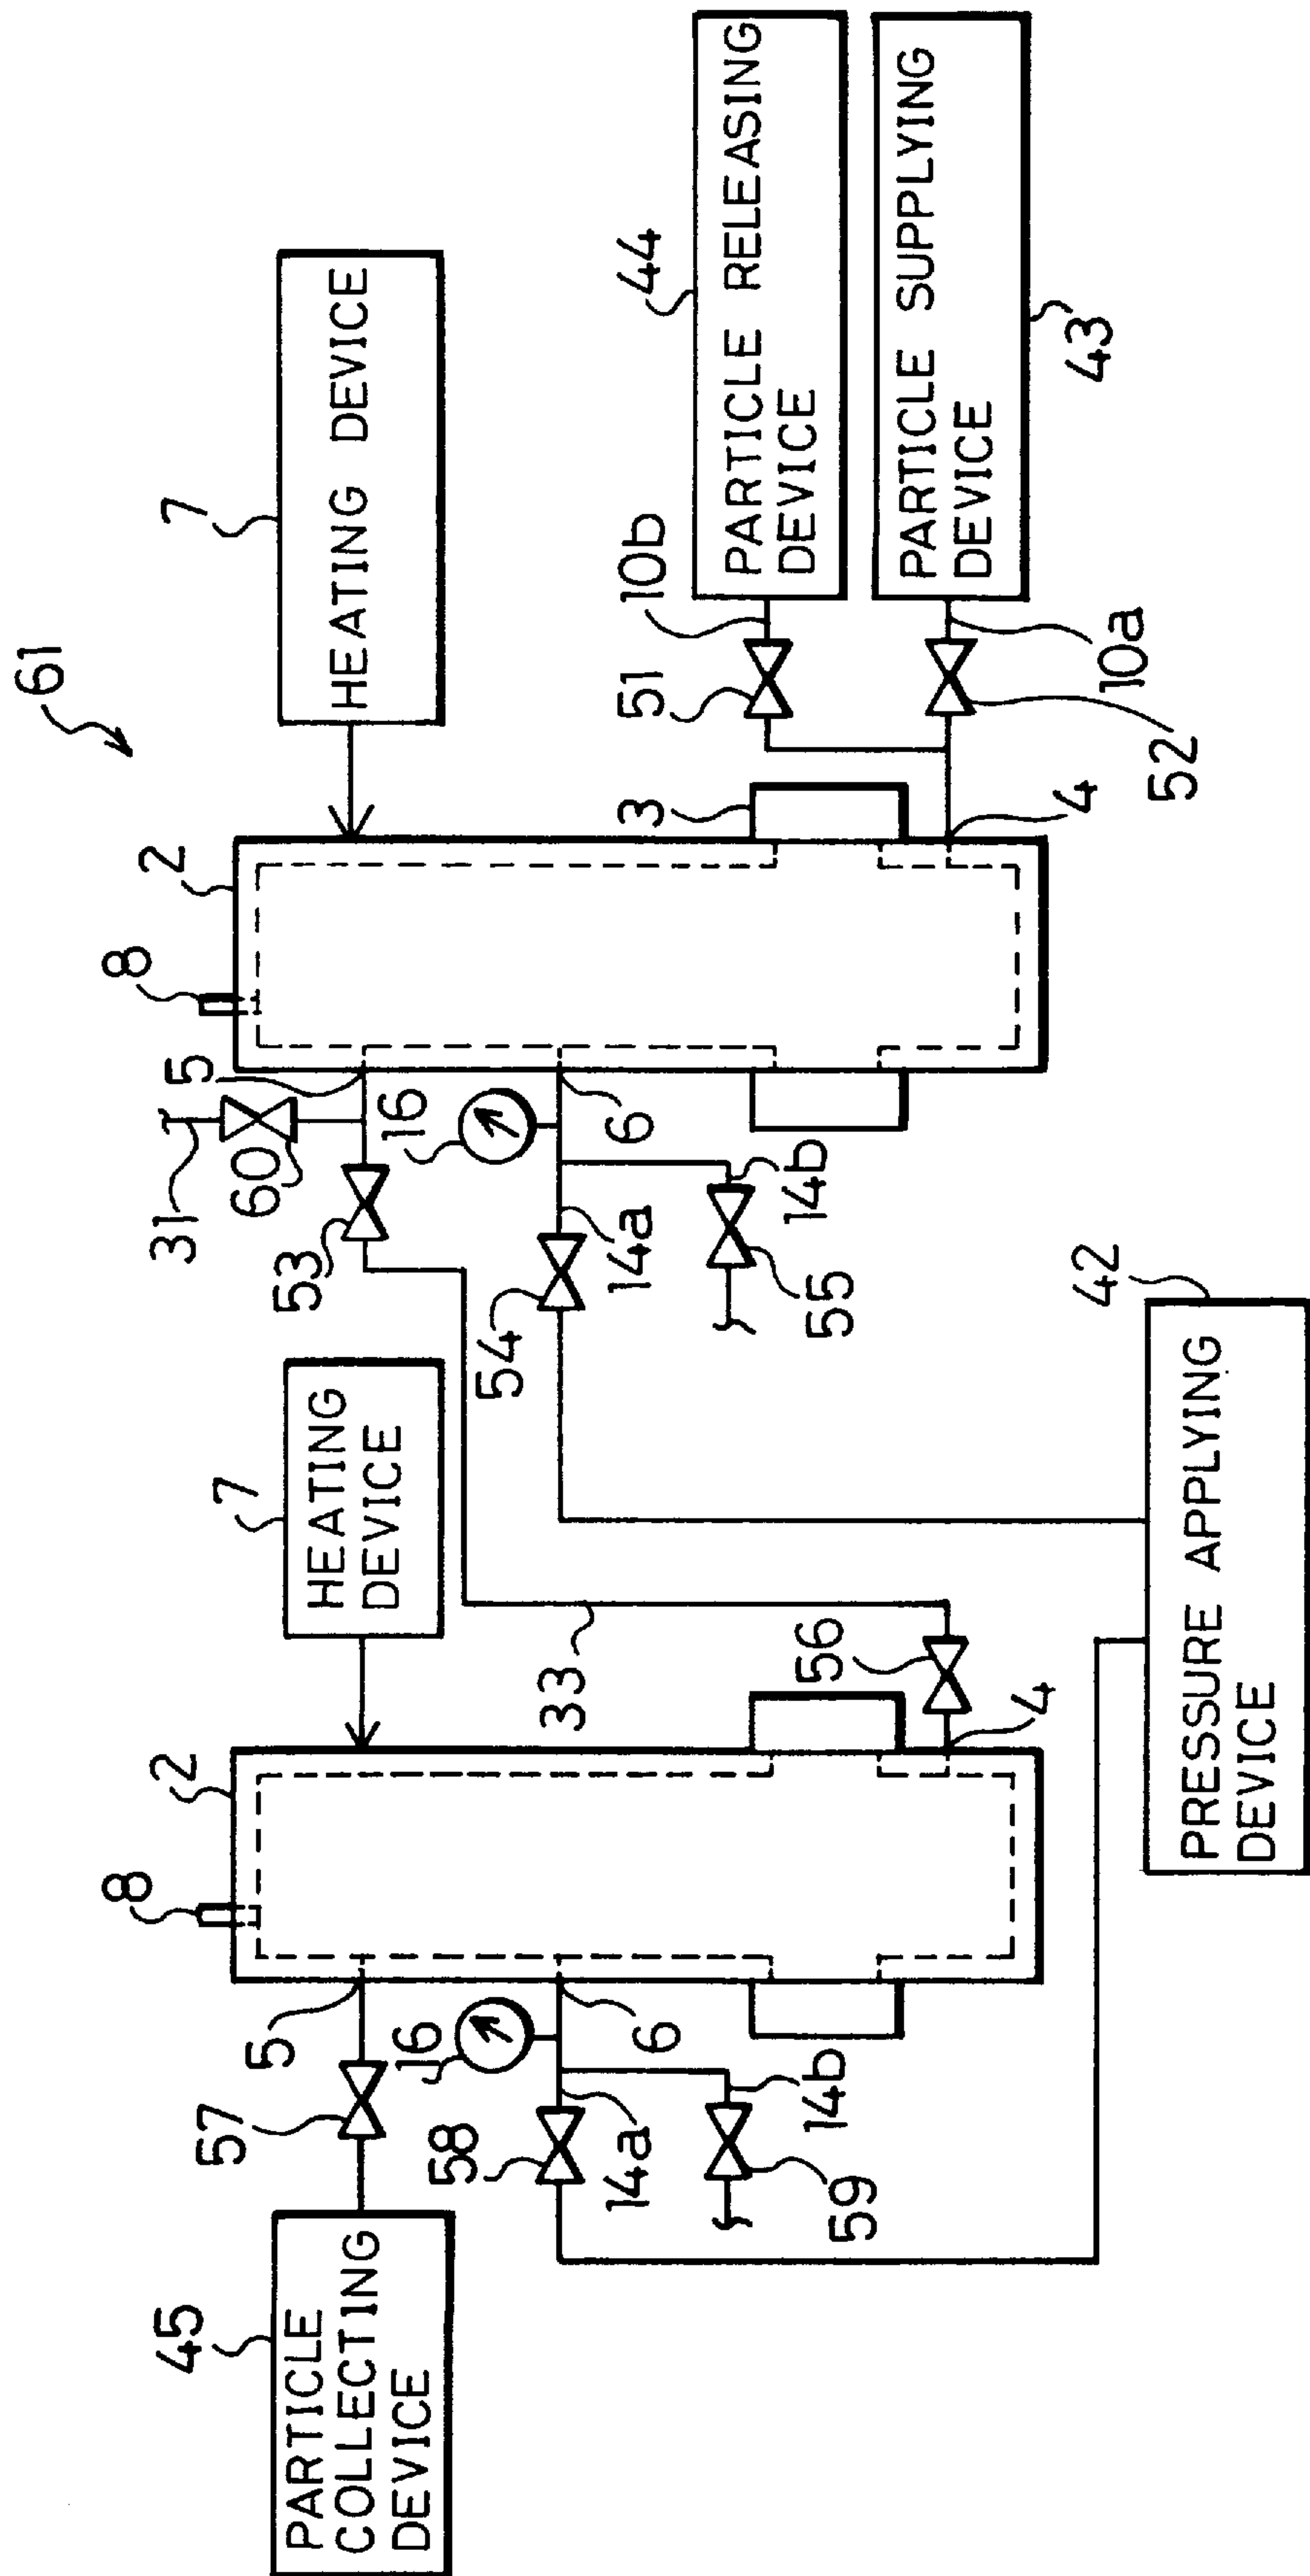 61
8
8
45
2
31
2
7
57
5
7
60
5
53
PARTICLE
COLLECTING
DEVICE
HEATING
DEVICE
HEATING DEVICE
16
16
58
54
14a
6
33
14a
6
44
59
14b
56
55
14b
3
51
10b
PARTICLE RELEASING
DEVICE
4
4
PARTICLE SUPPLYING
DEVICE
42
52
10a
43
PRESSURE APPLYING
DEVICE